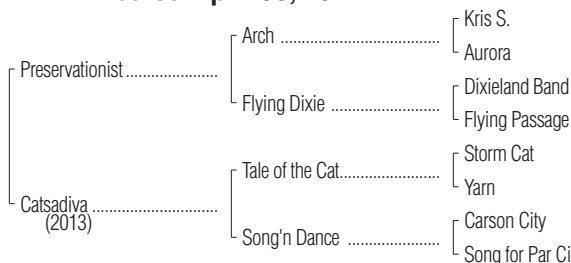 Kris S.
Arch ..........................................
Aurora
Preservationist ........................
Dixieland Band
Flying Dixie ............................
Flying Passage
Storm Cat
Tale of the Cat..........................
Yarn
Catsadiva ................................
(2013)
Carson City
Song'n Dance ........................
Song for Par